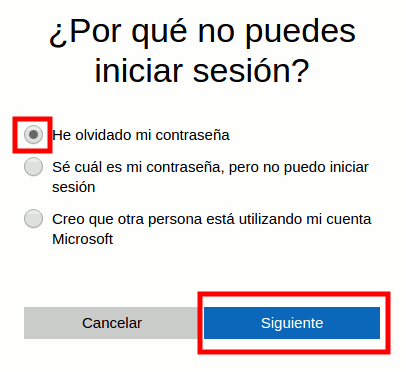 ¿Por qué no puedes
iniciar sesión?
He olvidado mi contraseña
Sé cuál es mi contraseña, pero no puedo iniciar
sesión
Creo que otra persona está utilizando mi cuenta
Microsoft
Cancelar
Siguiente